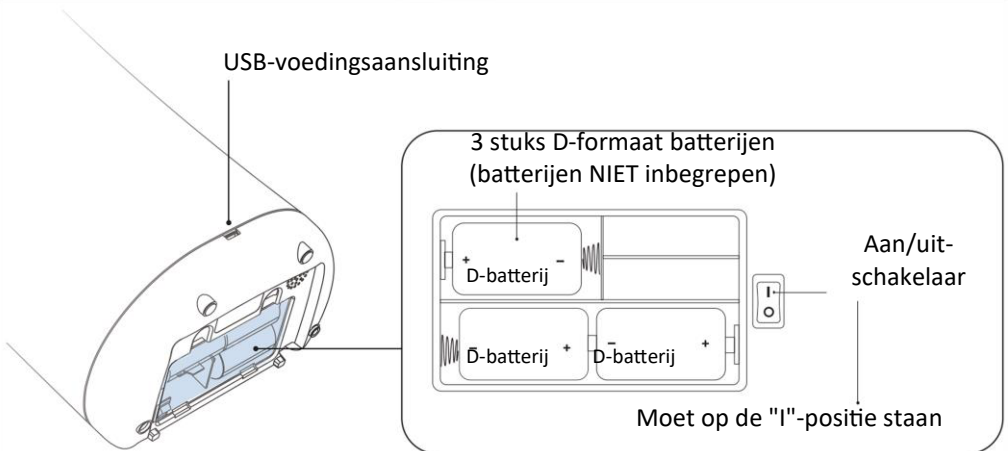 USB-voedingsaansluiting
3 stuks D-formaat batterijen
(batterijen NIET inbegrepen)
Aan/uit-
schakelaar
+ -
D-batterij
I
O
- + - +
D-batterij D-batterij
Moet op de "I"-positie staan